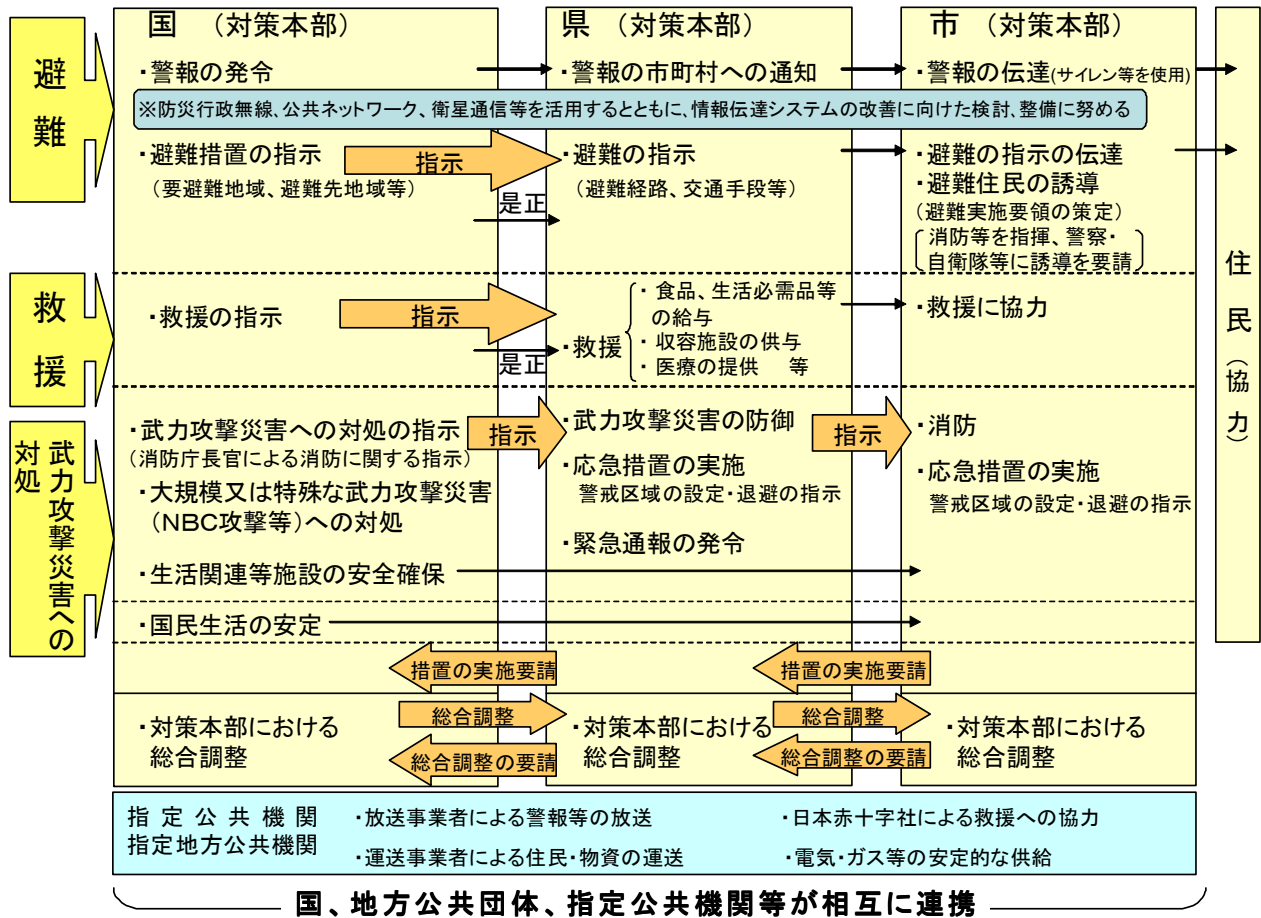 国　(対策本部)
県　(対策本部)
市　(対策本部)
避難
・警報の発令
・警報の市町村への通知
・警報の伝達(サイレン等を使用)
※防災行政無線、公共ネットワーク、衛星通信等を活用するとともに、情報伝達システムの改善に向けた検討、整備に努める
・避難措置の指示
(要避難地域、避難先地域等)
指示
是正
・避難の指示
(避難経路、交通手段等)
・避難の指示の伝達
・避難住民の誘導
(避難実施要領の策定)
消防等を指揮、警察・
自衛隊等に誘導を要請
住民(協力)
救援
・救援の指示
指示
是正
・救援
・食品、生活必需品等
の給与
・収容施設の供与
・医療の提供　等
・救援に協力
武力攻撃災害への
対処
・武力攻撃災害への対処の指示
(消防庁長官による消防に関する指示)
指示
・武力攻撃災害の防御
指示
・消防
・大規模又は特殊な武力攻撃災害
(NBC攻撃等)への対処
・応急措置の実施
警戒区域の設定・退避の指示
・応急措置の実施
警戒区域の設定・退避の指示
・緊急通報の発令
・生活関連等施設の安全確保
・国民生活の安定
措置の実施要請
措置の実施要請
・対策本部における
総合調整
総合調整
総合調整の要請
・対策本部における
総合調整
総合調整
総合調整の要請
・対策本部における
総合調整
指定公共機関
指定地方公共機関
・放送事業者による警報等の放送
・日本赤十字社による救援への協力
・運送事業者による住民・物資の運送
・電気・ガス等の安定的な供給
国、地方公共団体、指定公共機関等が相互に連携